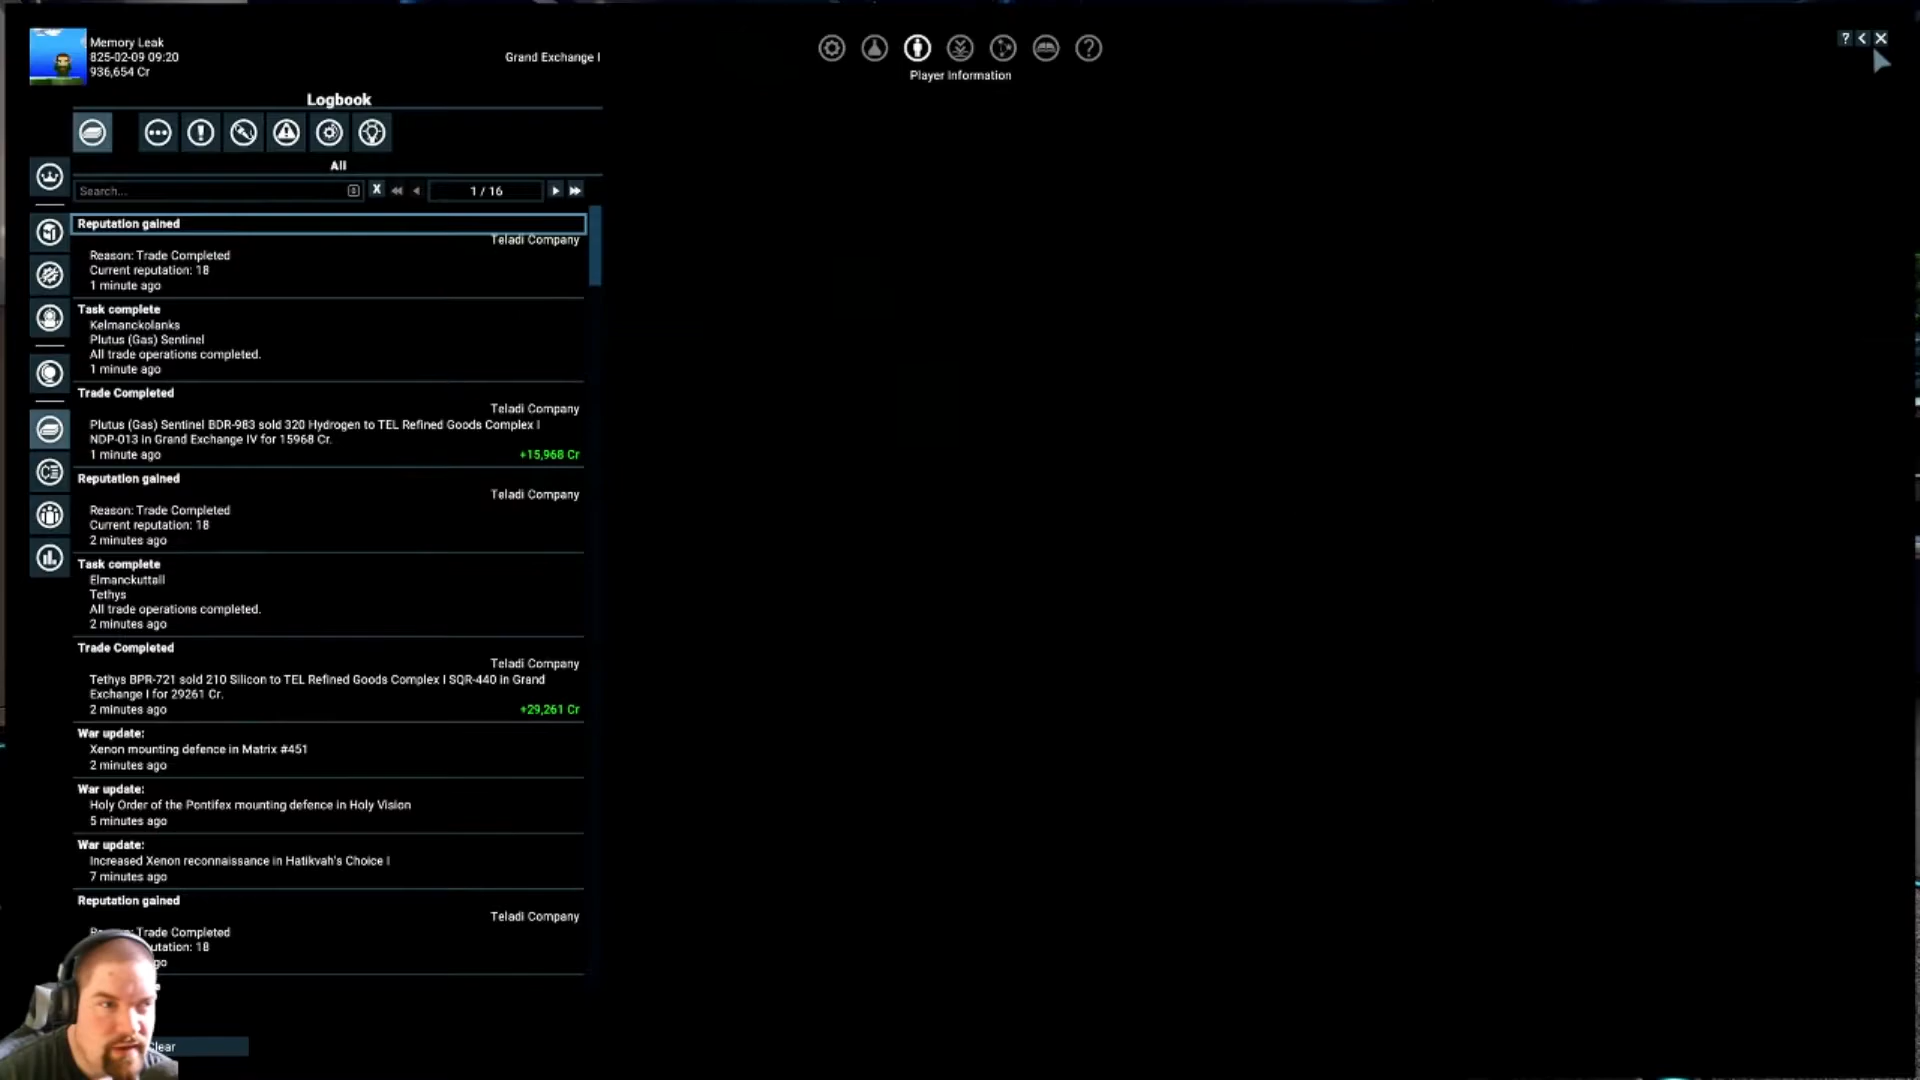 Memory Leak
825-02-09 09:20
936,654 Cr
Grand Exchange I
Player Information
? < X
Logbook
All
Search...
X
1 / 16
Reputation gained
Teladi Company
Reason: Trade Completed
Current reputation: 18
1 minute ago
Task complete
Kelmanckolanks
Plutus (Gas) Sentinel
All trade operations completed.
1 minute ago
Trade Completed
Teladi Company
Plutus (Gas) Sentinel BDR-983 sold 320 Hydrogen to TEL Refined Goods Complex I
NDP-013 in Grand Exchange IV for 15968 Cr.
1 minute ago
+15,968 Cr
Reputation gained
Teladi Company
Reason: Trade Completed
Current reputation: 18
2 minutes ago
Task complete
Elmanckuttall
Tethys
All trade operations completed.
2 minutes ago
Trade Completed
Teladi Company
Tethys BPR-721 sold 210 Silicon to TEL Refined Goods Complex I SQR-440 in Grand
Exchange I for 29261 Cr.
2 minutes ago
+29,261 Cr
War update:
Xenon mounting defence in Matrix #451
2 minutes ago
War update:
Holy Order of the Pontifex mounting defence in Holy Vision
5 minutes ago
War update:
Increased Xenon reconnaissance in Hatikvah's Choice I
7 minutes ago
Reputation gained
Teladi Company
Trade Completed
18